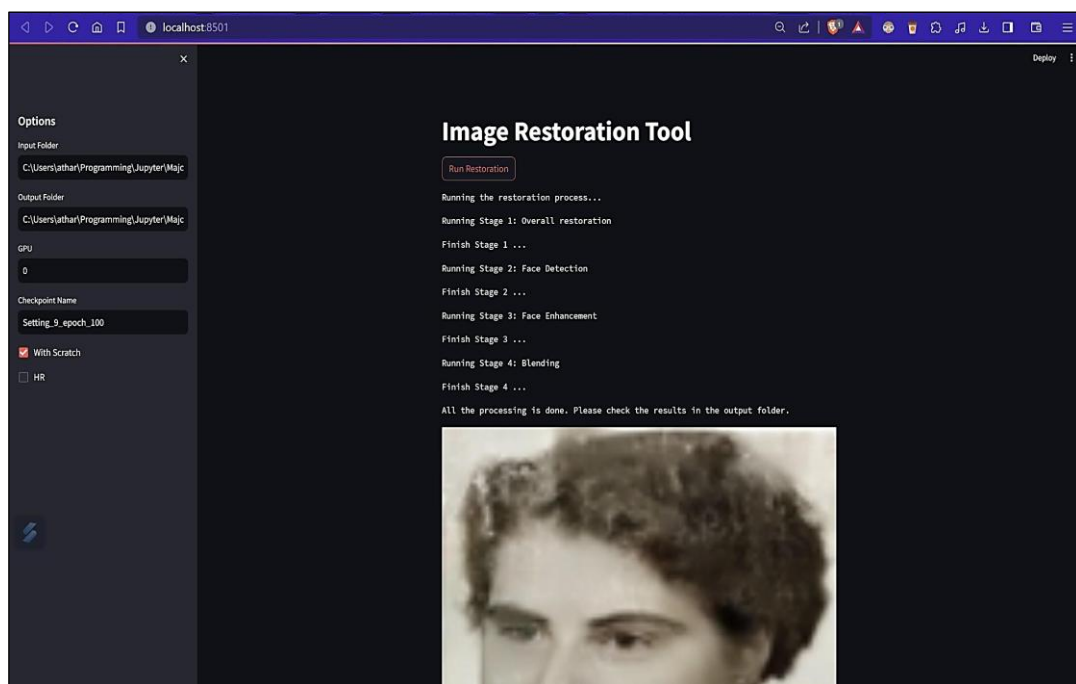 localhost:8501
Deploy
Options
Input Folder
C:\Users\athar\Programming\Jupyter\Majc
Output Folder
C:\Users\athar\Programming\Jupyter\Majc
GPU
0
Checkpoint Name
Setting_9_epoch_100
With Scratch
HR
Image Restoration Tool
Run Restoration
Running the restoration process...
Running Stage 1: Overall restoration
Finish Stage 1 ...
Running Stage 2: Face Detection
Finish Stage 2 ...
Running Stage 3: Face Enhancement
Finish Stage 3 ...
Running Stage 4: Blending
Finish Stage 4 ...
All the processing is done. Please check the results in the output folder.